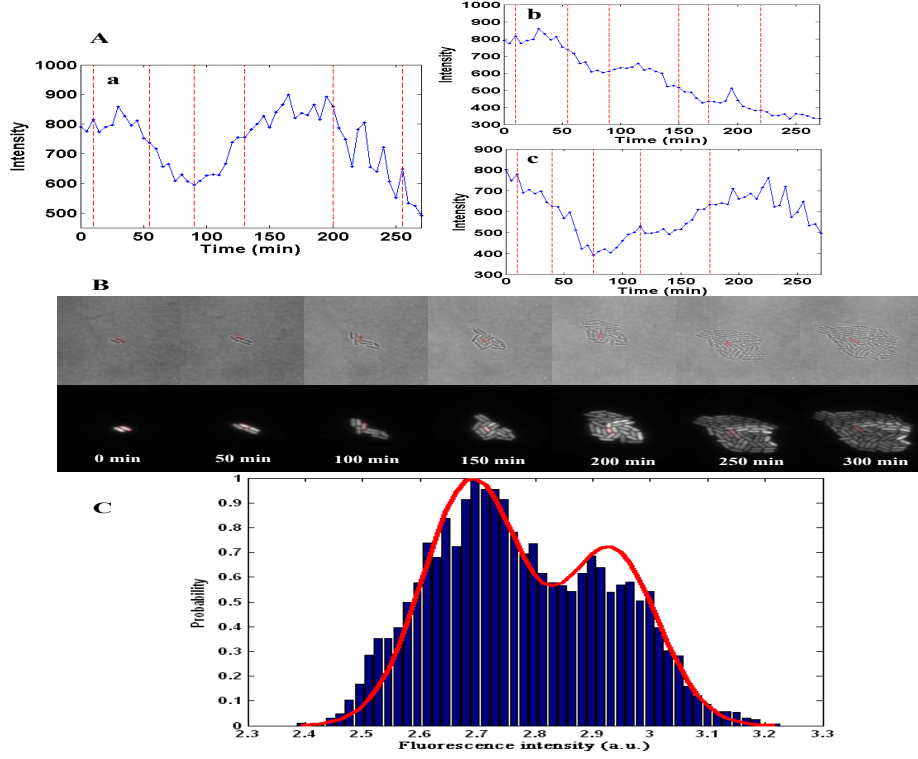 A
a
1000
900
800
700
600
500
Intensity
0 50 100 150 200 250
Time (min)
b
1000
900
800
700
600
500
400
300
Intensity
0 50 100 150 200 250
Time (min)
c
900
800
700
600
500
400
300
Intensity
0 50 100 150 200 250
Time (min)
B
0 min 50 min 100 min 150 min 200 min 250 min 300 min
C
1
0.9
0.8
0.7
0.6
0.5
0.4
0.3
0.2
0.1
0
Probability
2.3 2.4 2.5 2.6 2.7 2.8 2.9 3 3.1 3.2 3.3
Fluorescence intensity (a.u.)